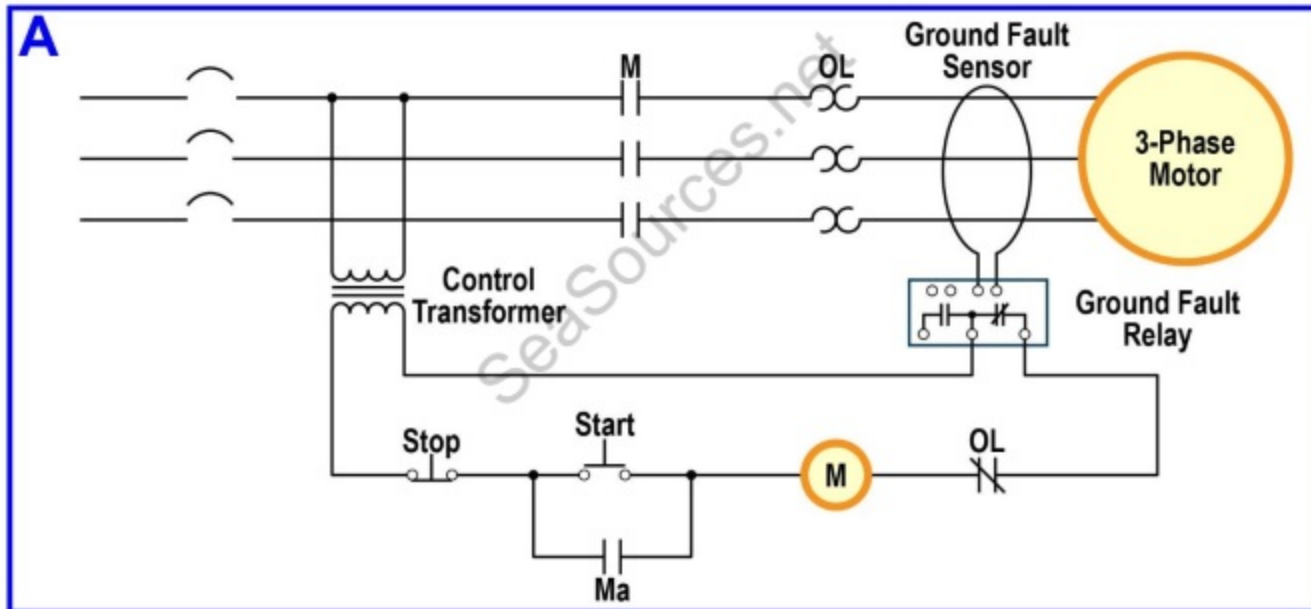 A
Ground Fault
Sensor
M
OL
3-Phase
Motor
Control
Transformer
Ground Fault
Relay
Stop
Start
M
OL
Ma
SeaSources.net